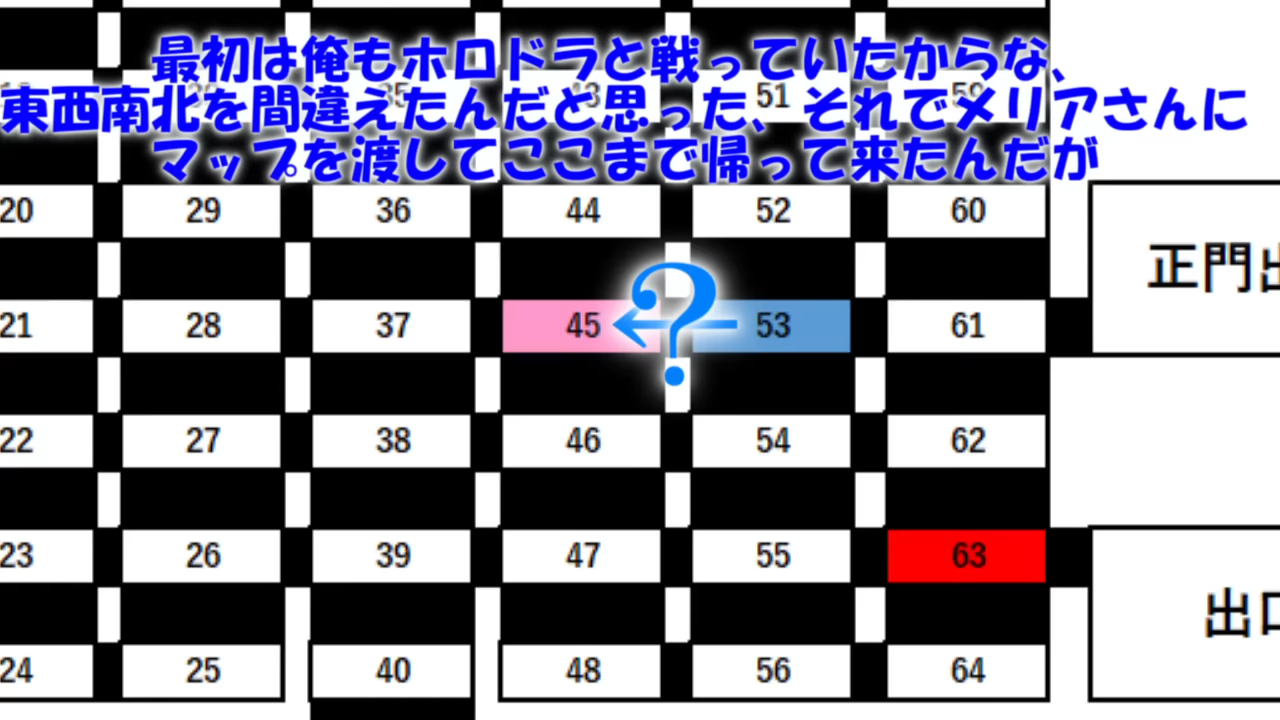 最初は俺もホロドラと戦っていたからな、
東西南北を間違えたんだと思った、それでメリアさんに
マップを渡してここまで帰って来たんだが
51 59
20 29 36 44 52 60
正門出
?
21 28 37 45 ← 53 61
22 27 38 46 54 62
23 26 39 47 55 63
出口
24 25 40 48 56 64